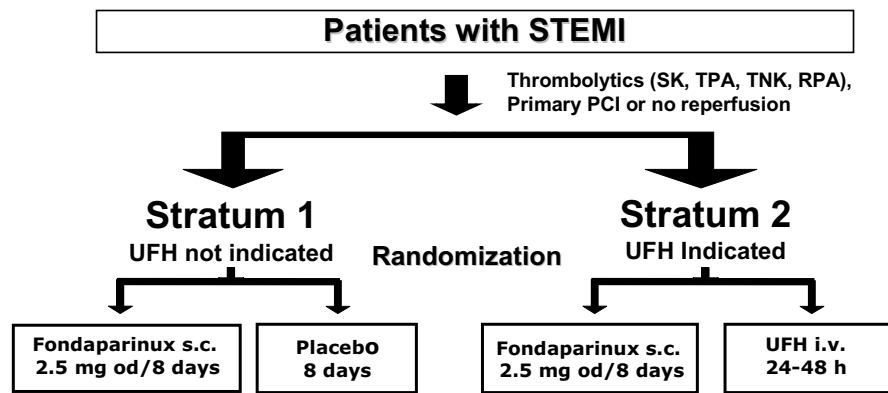 Patients with STEMI
Thrombolytics (SK, TPA, TNK, RPA),
Primary PCI or no reperfusion
Stratum 1
UFH not indicated
Stratum 2
UFH Indicated
Randomization
Fondaparinux s.c.
2.5 mg od/8 days
Placebo
8 days
Fondaparinux s.c.
2.5 mg od/8 days
UFH i.v.
24-48 h